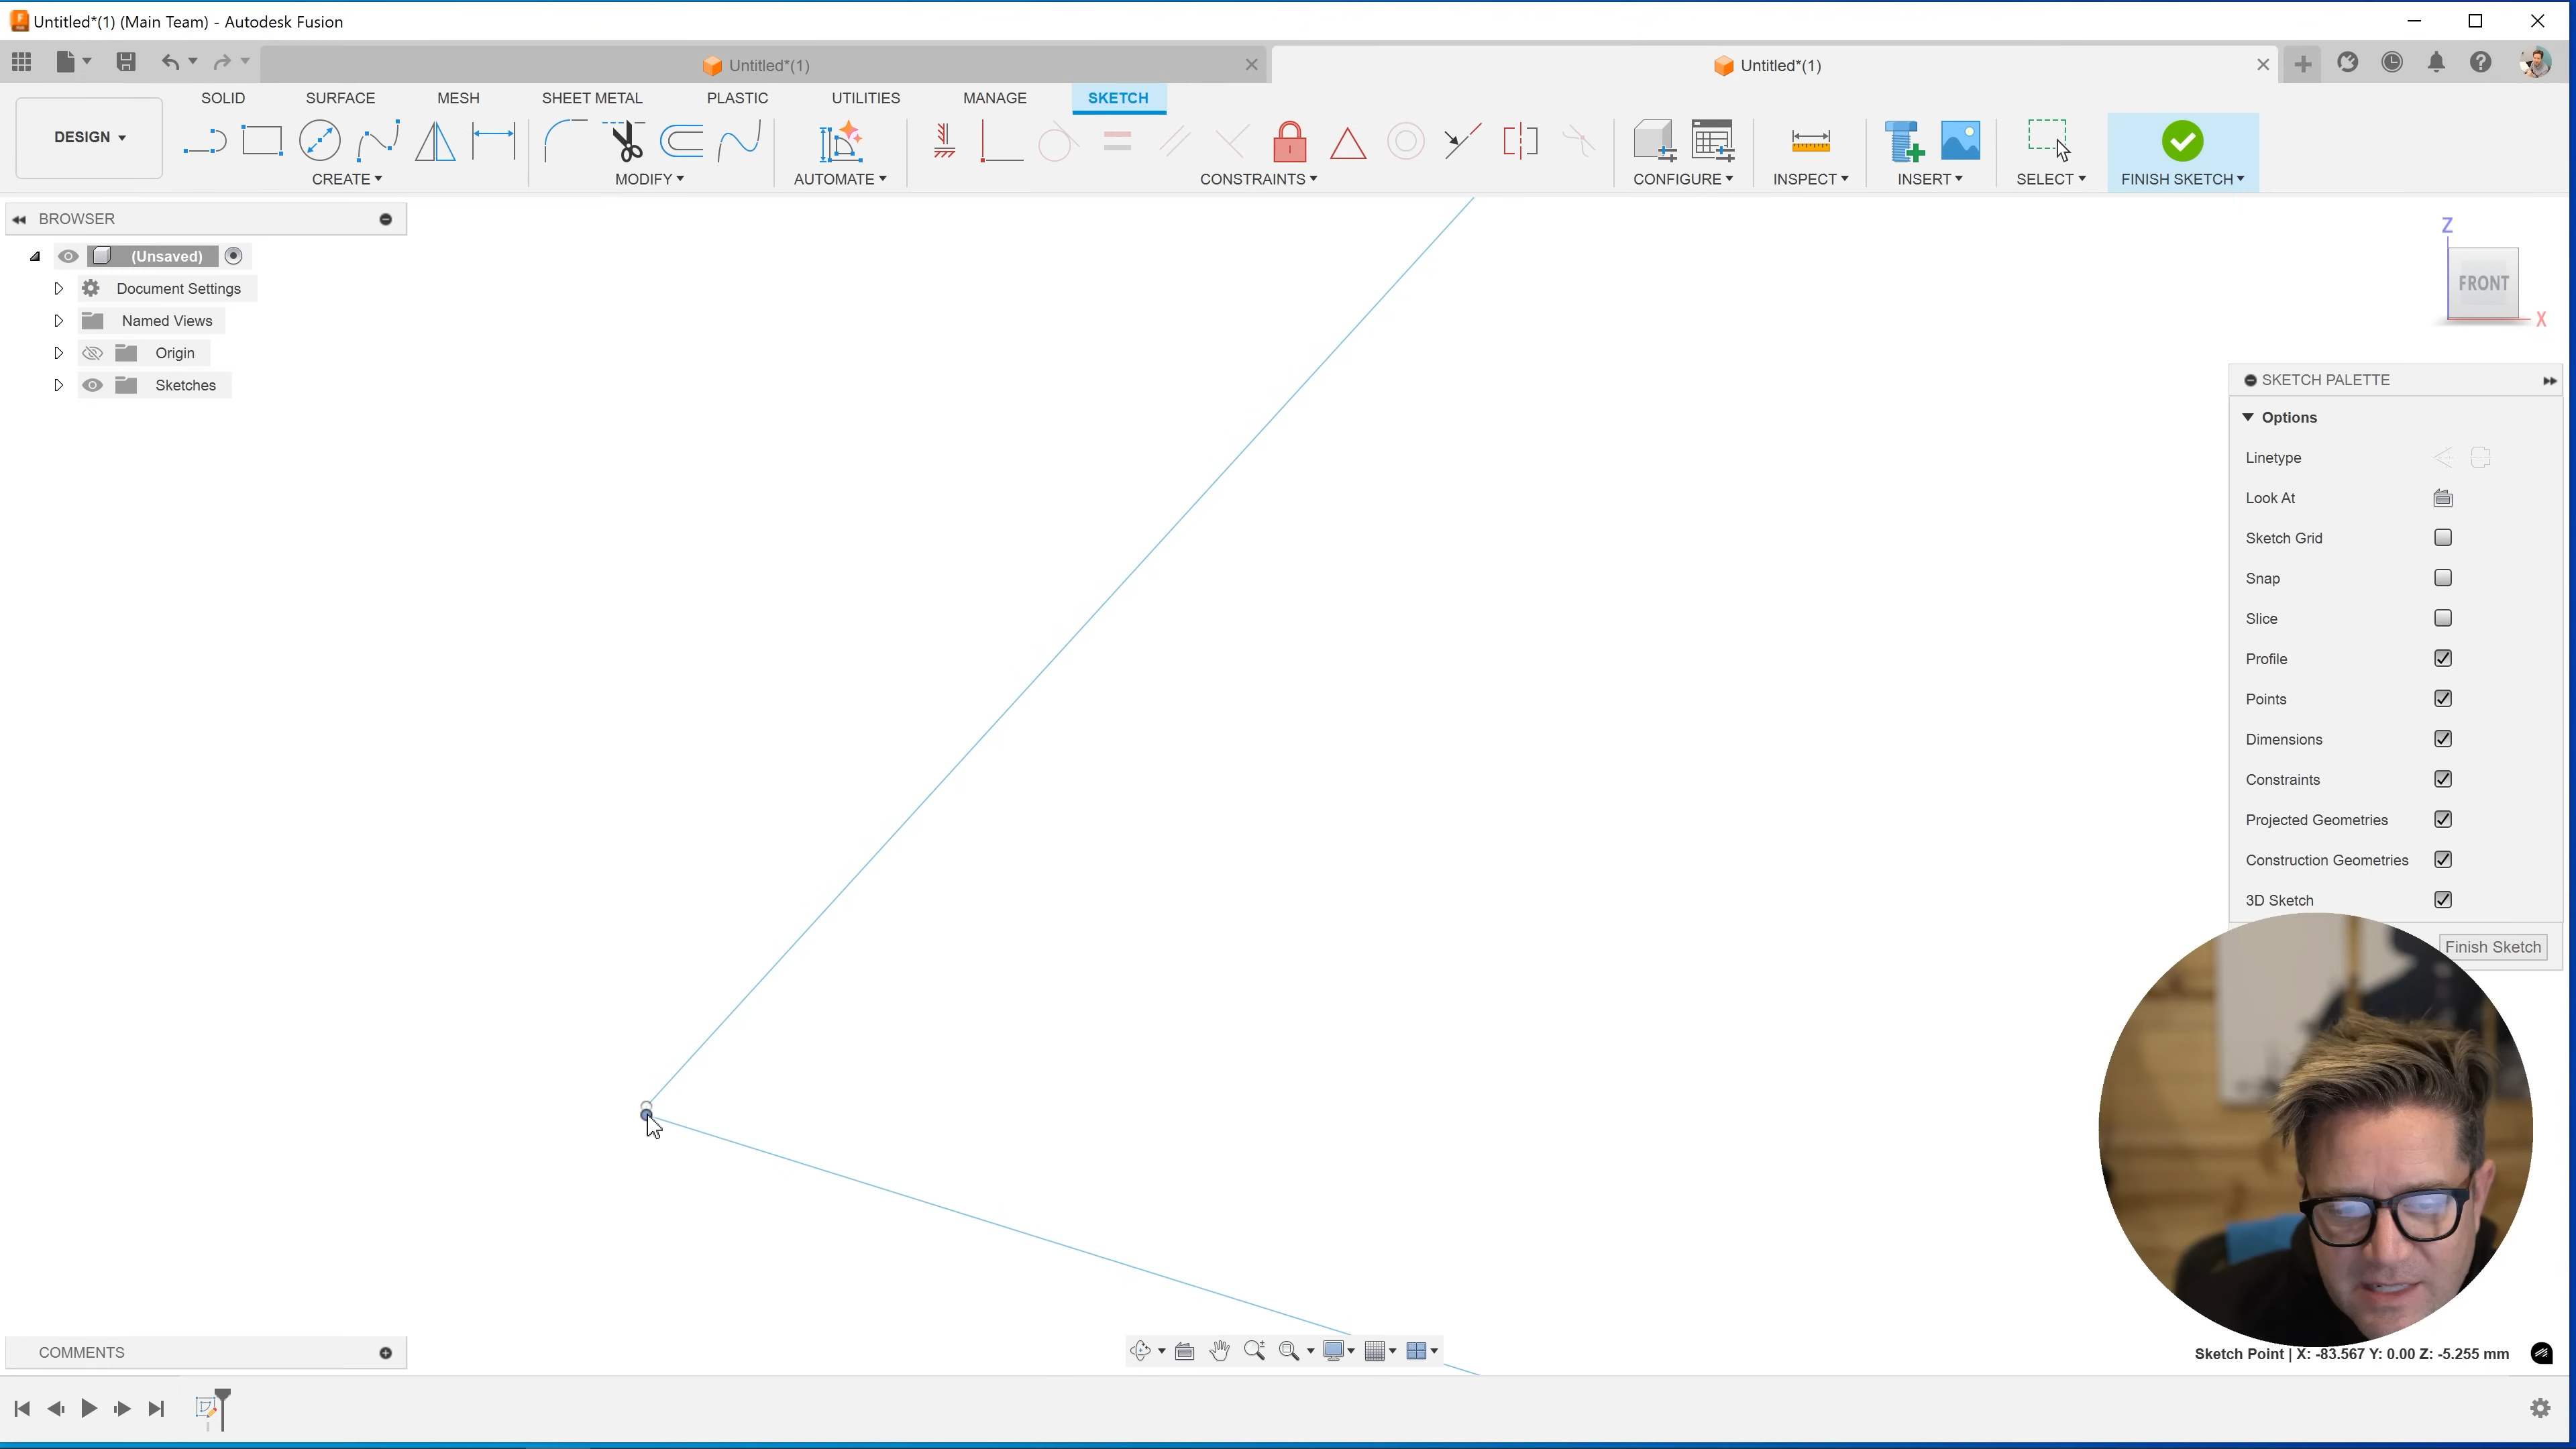 Untitled*(1) (Main Team) - Autodesk Fusion
Untitled*(1)
Untitled*(1)
SOLID
SURFACE
MESH
SHEET METAL
PLASTIC
UTILITIES
MANAGE
SKETCH
DESIGN
CREATE
MODIFY
AUTOMATE
CONSTRAINTS
CONFIGURE
INSPECT
INSERT
SELECT
FINISH SKETCH
BROWSER
(Unsaved)
Document Settings
Named Views
Origin
Sketches
Z
FRONT
X
SKETCH PALETTE
Options
Linetype
Look At
Sketch Grid
Snap
Slice
Profile
Points
Dimensions
Constraints
Projected Geometries
Construction Geometries
3D Sketch
Finish Sketch
COMMENTS
Sketch Point | X: -83.567 Y: 0.00 Z: -5.255 mm